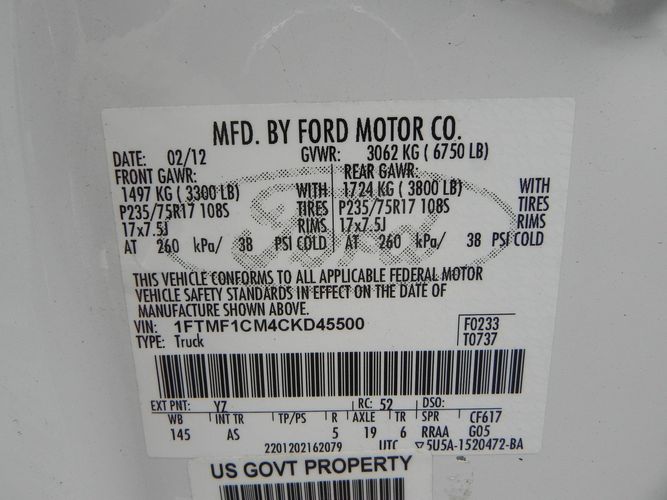 MFD. BY FORD MOTOR CO.
DATE: 02/12 GVWR: 3062 KG ( 6750 LB)
FRONT GAWR: REAR GAWR:
1497 KG ( 3300 LB) WITH 1724 KG ( 3800 LB) WITH
P235/75R17 108S TIRES P235/75R17 108S TIRES
17x7.5J RIMS 17x7.5J RIMS
AT 260 kPa/ 38 PSI COLD AT 260 kPa/ 38 PSI COLD
Ford
THIS VEHICLE CONFORMS TO ALL APPLICABLE FEDERAL MOTOR
VEHICLE SAFETY STANDARDS IN EFFECT ON THE DATE OF
MANUFACTURE SHOWN ABOVE.
VIN: 1FTMF1CM4CKD45500 F0233
TYPE: Truck T0737
EXT PNT: YZ RC: 52 DSO:
WB INT TR TP/PS R AXLE TR SPR CF617
145 AS 5 19 6 RRAA G05
2201202162079 UTC ▽5U5A-1520472-BA
US GOVT PROPERTY